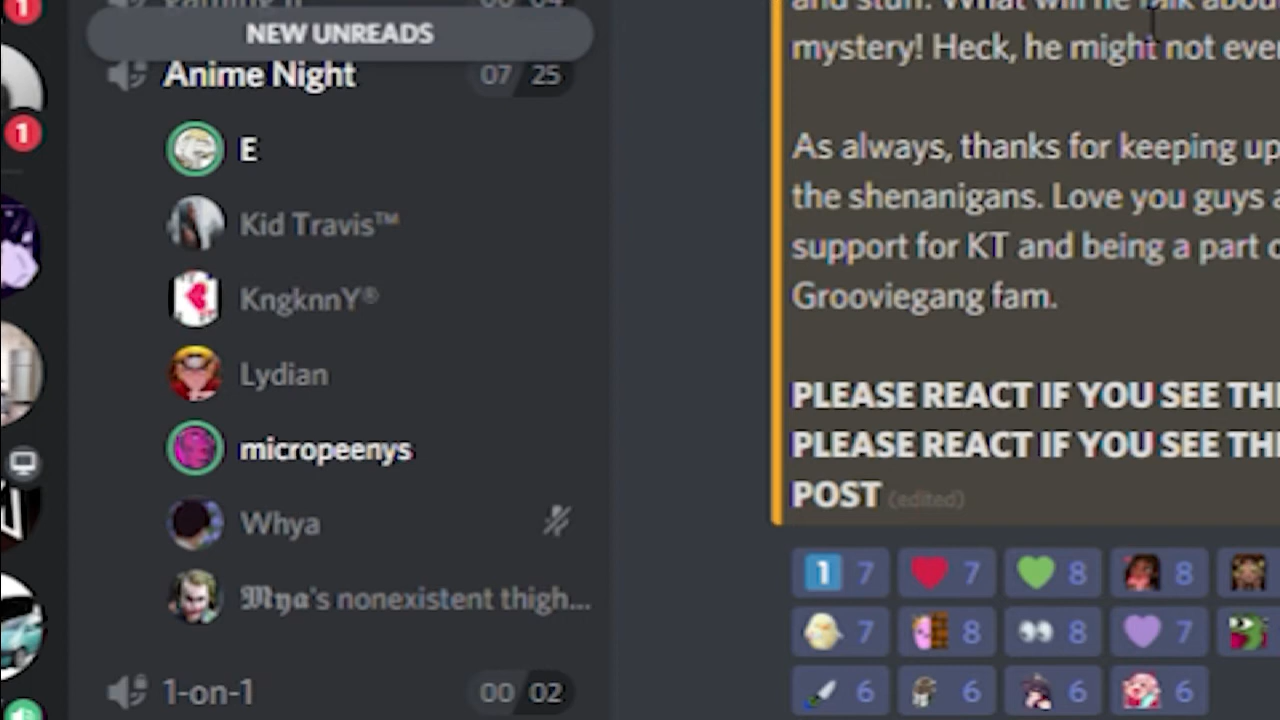 NEW UNREADS
Anime Night 07 25
E
Kid Travis™
KngknnY®
Lydian
micropeenys
Whya
𝕸𝖞𝖆's nonexistent thigh...
1-on-1 00 02
1
1
mystery! Heck, he might not
As always, thanks for keeping up
the shenanigans. Love you guys
support for KT and being a part
Grooviegang fam.
PLEASE REACT IF YOU SEE
PLEASE REACT IF YOU SEE
POST (edited)
1 7 7 8 8
7 8 8 7
6 6 6 6